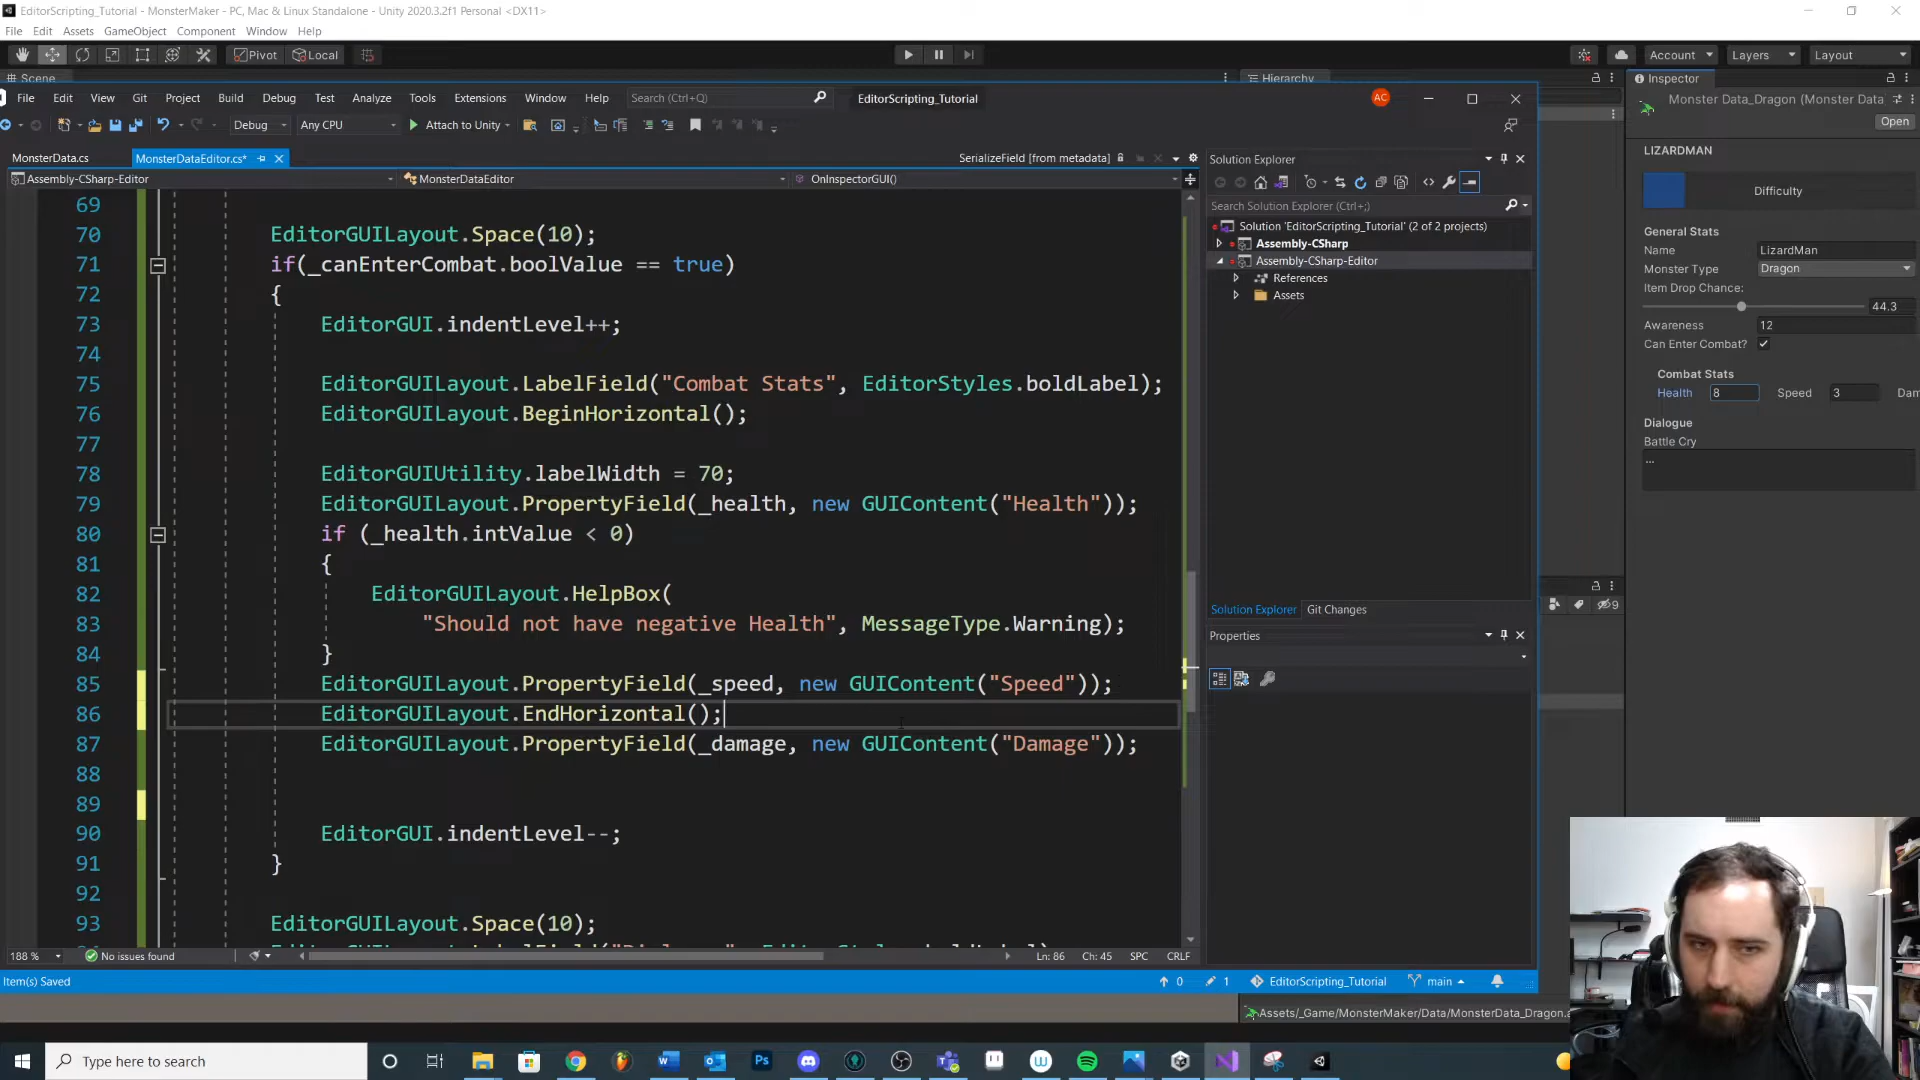 EditorScripting_Tutorial - MonsterMaker - PC, Mac & Linux Standalone - Unity 2020.3.2f1 Personal <DX11>
File Edit Assets GameObject Component Window Help
Pivot Local Account Layers Layout
Scene Hierarchy Inspector
File Edit View Git Project Build Debug Test Analyze Tools Extensions Window Help Search (Ctrl+Q) EditorScripting_Tutorial AC
Debug Any CPU Attach to Unity
MonsterData.cs MonsterDataEditor.cs* SerializeField [from metadata]
Assembly-CSharp-Editor MonsterDataEditor OnInspectorGUI()
69
70 EditorGUILayout.Space(10);
71 if(_canEnterCombat.boolValue == true)
72 {
73 EditorGUI.indentLevel++;
74
75 EditorGUILayout.LabelField("Combat Stats", EditorStyles.boldLabel);
76 EditorGUILayout.BeginHorizontal();
77
78 EditorGUIUtility.labelWidth = 70;
79 EditorGUILayout.PropertyField(_health, new GUIContent("Health"));
80 if (_health.intValue < 0)
81 {
82 EditorGUILayout.HelpBox(
83 "Should not have negative Health", MessageType.Warning);
84 }
85 EditorGUILayout.PropertyField(_speed, new GUIContent("Speed"));
86 EditorGUILayout.EndHorizontal();
87 EditorGUILayout.PropertyField(_damage, new GUIContent("Damage"));
88
89
90 EditorGUI.indentLevel--;
91 }
92
93 EditorGUILayout.Space(10);
188 % No issues found Ln: 86 Ch: 45 SPC CRLF
Item(s) Saved 0 1 EditorScripting_Tutorial main
Solution Explorer
Search Solution Explorer (Ctrl+;)
Solution 'EditorScripting_Tutorial' (2 of 2 projects)
Assembly-CSharp
Assembly-CSharp-Editor
References
Assets
Solution Explorer Git Changes
Properties
Monster Data_Dragon (Monster Data
Open
LIZARDMAN
Difficulty
General Stats
Name LizardMan
Monster Type Dragon
Item Drop Chance:
44.3
Awareness 12
Can Enter Combat?
Combat Stats
Health 8 Speed 3 Dam
Dialogue
Battle Cry
...
9
Assets/_Game/MonsterMaker/Data/MonsterData_Dragon.a
Type here to search